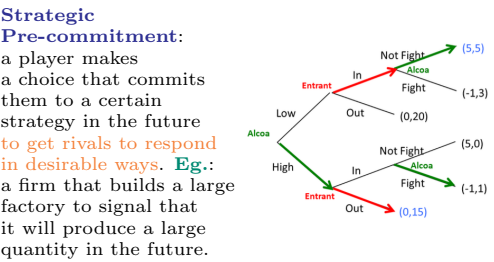 Strategic
Pre-commitment:
a player makes
a choice that commits
them to a certain
strategy in the future
to get rivals to respond
in desirable ways. Eg.:
a firm that builds a large
factory to signal that
it will produce a large
quantity in the future.
Not Fight
(5,5)
Alcoa
In
Entrant
Fight
(-1,3)
Low
Out
(0,20)
Alcoa
Not Fight
(5,0)
High
In
Alcoa
Fight
(-1,1)
Entrant
Out
(0,15)